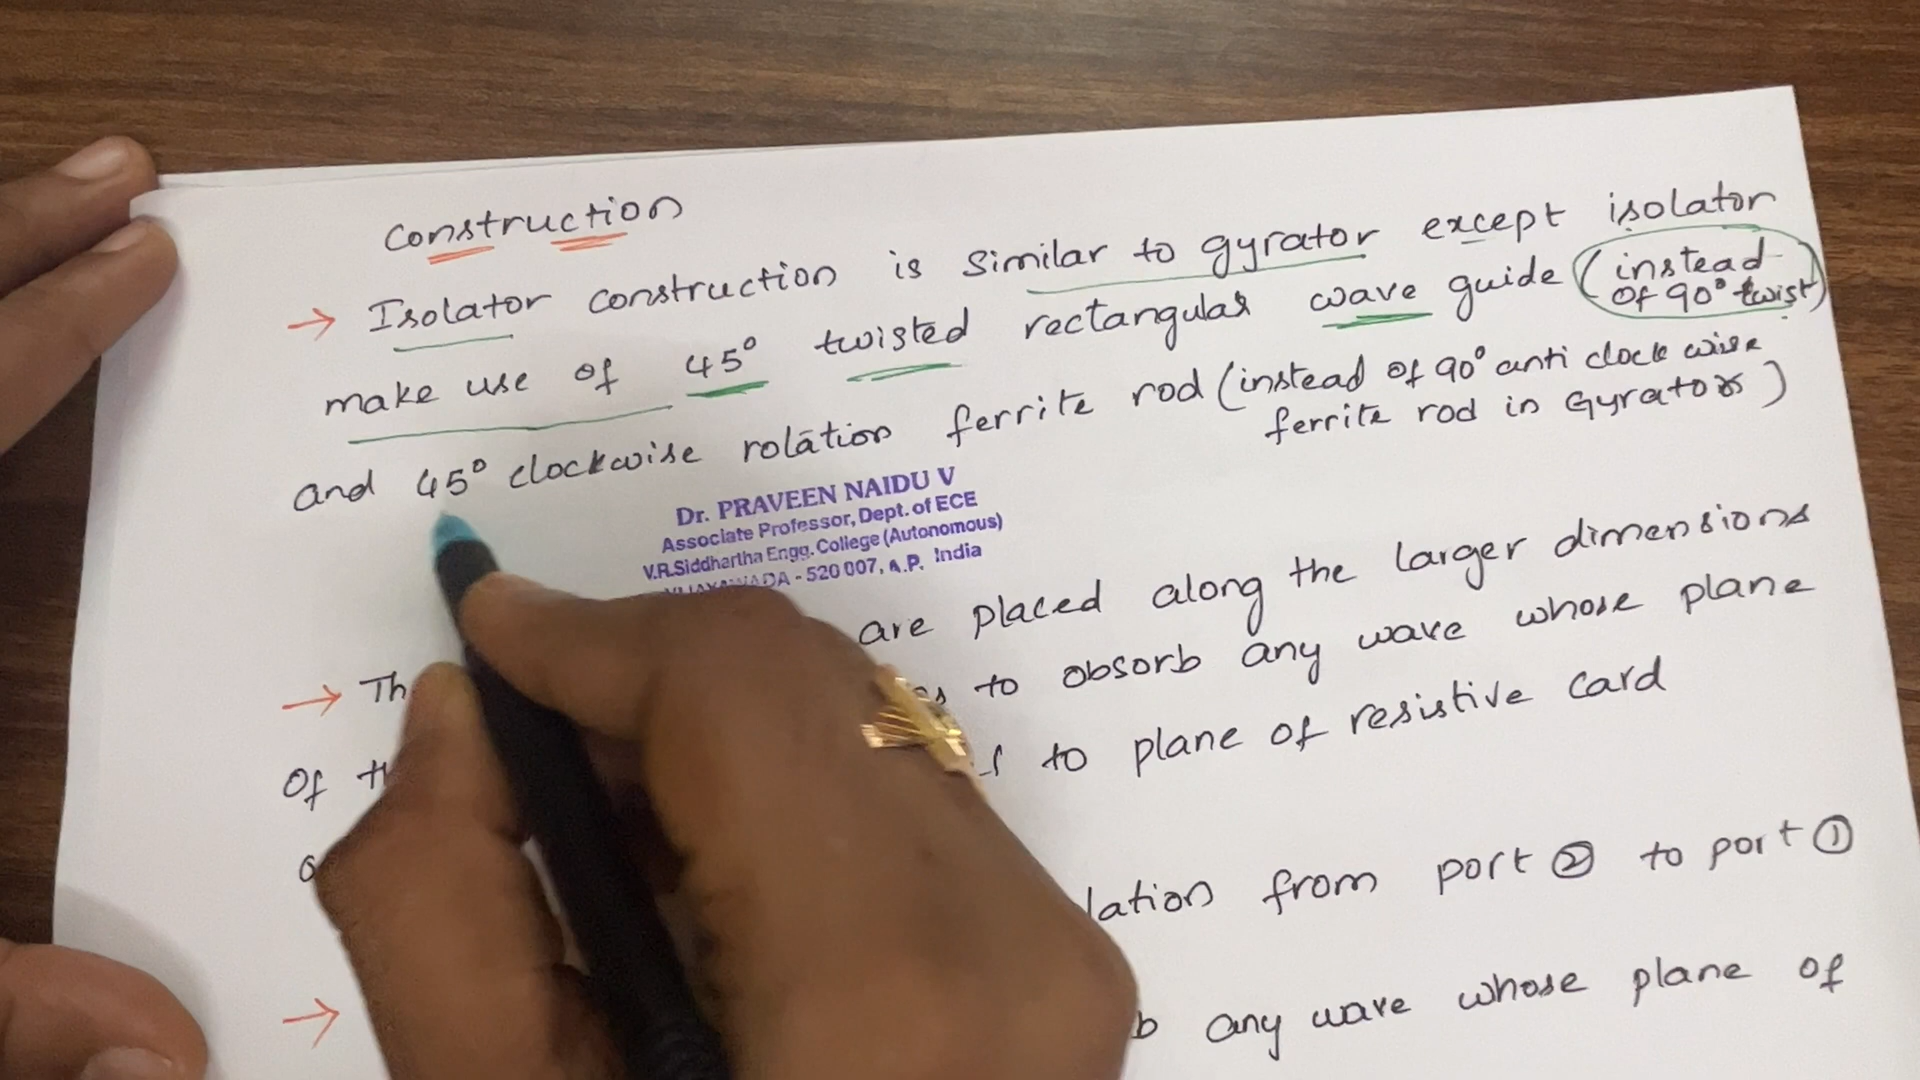 Construction
→ Isolator construction is similar to gyrator except isolator
make use of 45° twisted rectangular wave guide (instead of 90° twist)
and 45° clockwise rotation ferrite rod (instead of 90° anti clock wise
ferrite rod in Gyrator)
Dr. PRAVEEN NAIDU V
Associate Professor, Dept. of ECE
V.R.Siddhartha Engg. College (Autonomous)
- 520 007, A.P. India
are placed along the larger dimensions
→ Th
to absorb any wave whose plane
Of
to plane of resistive card
lation from port ② to port ①
→
any wave whose plane of